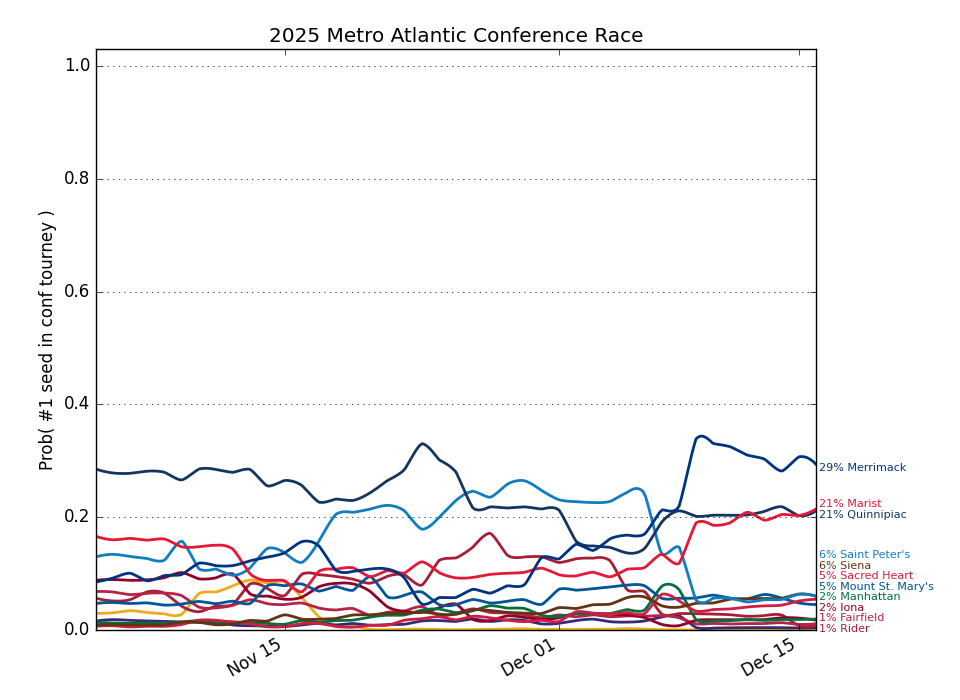 2025 Metro Atlantic Conference Race
Prob( #1 seed in conf tourney )
1.0
0.8
0.6
0.4
0.2
0.0
Nov 15
Dec 01
Dec 15
29% Merrimack
21% Marist
21% Quinnipiac
6% Saint Peter's
6% Siena
5% Sacred Heart
5% Mount St. Mary's
2% Manhattan
2% Iona
1% Fairfield
1% Rider